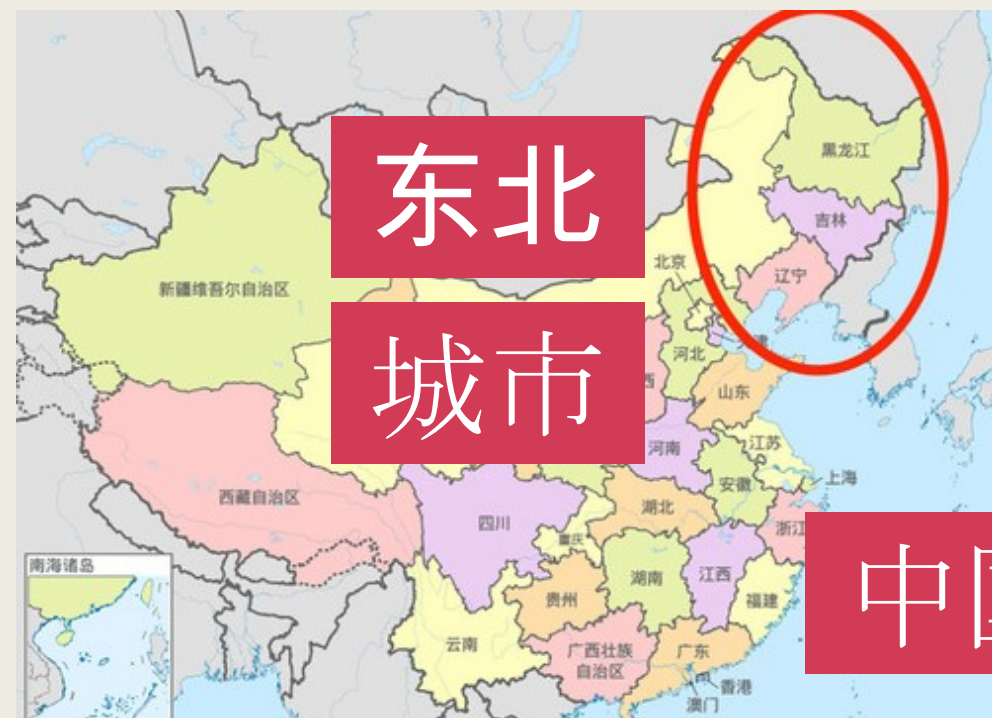 东北
城市
中国
黑龙江
吉林
辽宁
北京
新疆维吾尔自治区
河北
山东
西藏自治区
河南
江苏
上海
安徽
四川
湖北
浙江
重庆
南海诸岛
湖南
江西
贵州
福建
云南
广西壮族
自治区
广东
香港
澳门